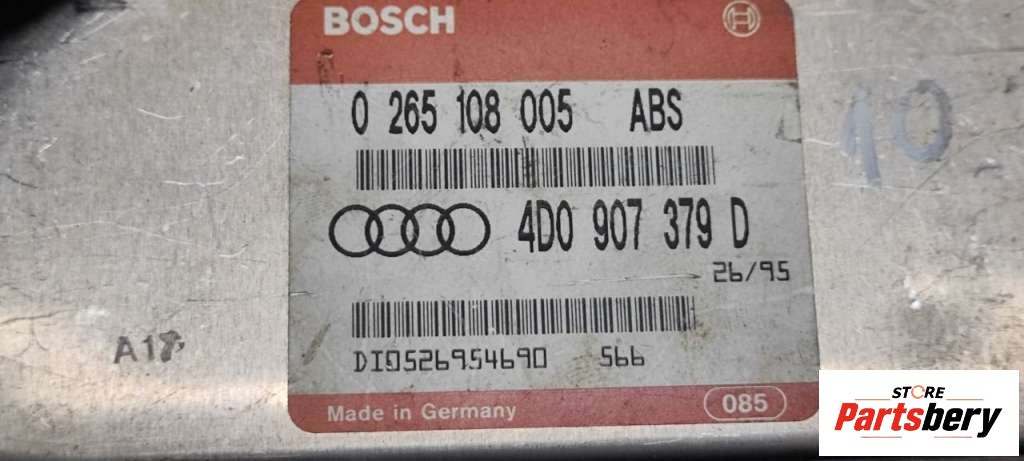 BOSCH
0 265 108 005 ABS
10
4D0 907 379 D
26/95
A17
DI0526954690 566
Made in Germany 085
STORE
Partsbery